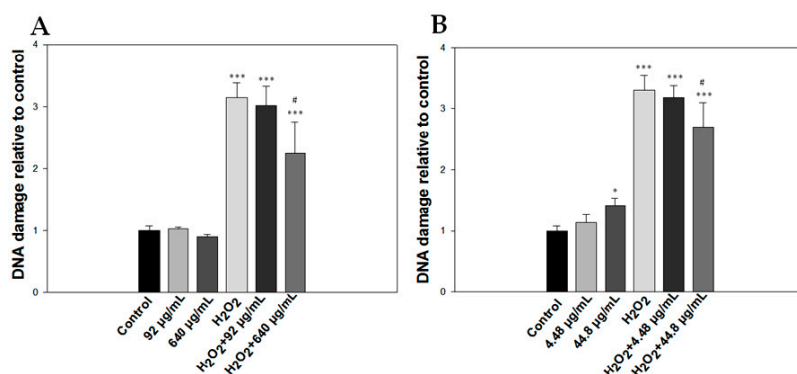 A
DNA damage relative to control
4
3
2
1
0
***
***
#
***
Control
92 µg/mL
640 µg/mL
H₂O₂
H₂O₂+92 µg/mL
H₂O₂+640 µg/mL
B
DNA damage relative to control
4
3
2
1
0
*
***
***
#
***
Control
4.48 µg/mL
44.8 µg/mL
H₂O₂
H₂O₂+4.48 µg/mL
H₂O₂+44.8 µg/mL